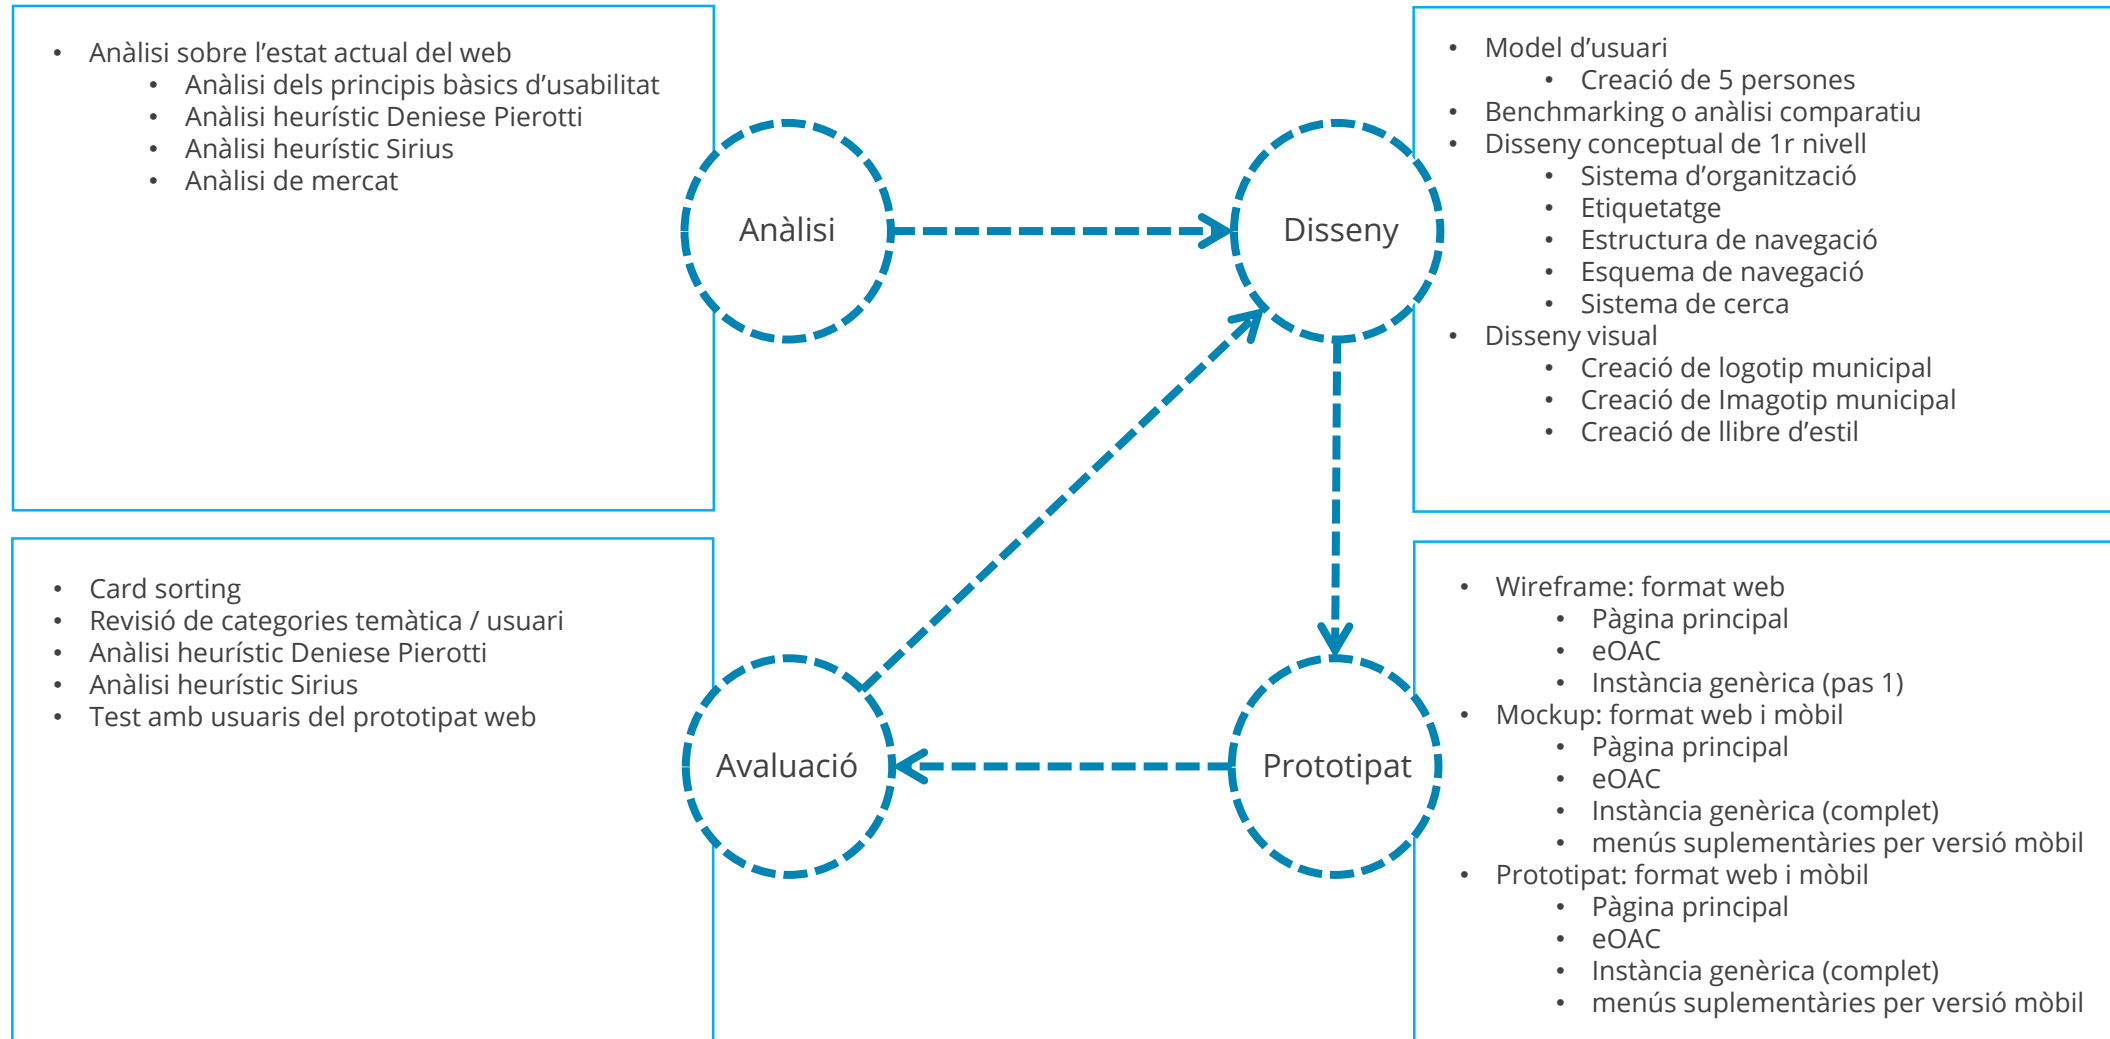 • Anàlisi sobre l’estat actual del web
• Anàlisi dels principis bàsics d’usabilitat
• Anàlisi heurístic Deniese Pierotti
• Anàlisi heurístic Sirius
• Anàlisi de mercat
Anàlisi
Disseny
• Model d’usuari
• Creació de 5 persones
• Benchmarking o anàlisi comparatiu
• Disseny conceptual de 1r nivell
• Sistema d’organització
• Etiquetatge
• Estructura de navegació
• Esquema de navegació
• Sistema de cerca
• Disseny visual
• Creació de logotip municipal
• Creació de Imagotip municipal
• Creació de llibre d’estil
• Card sorting
• Revisió de categories temàtica / usuari
• Anàlisi heurístic Deniese Pierotti
• Anàlisi heurístic Sirius
• Test amb usuaris del prototipat web
Avaluació
Prototipat
• Wireframe: format web
• Pàgina principal
• eOAC
• Instància genèrica (pas 1)
• Mockup: format web i mòbil
• Pàgina principal
• eOAC
• Instància genèrica (complet)
• menús suplementàries per versió mòbil
• Prototipat: format web i mòbil
• Pàgina principal
• eOAC
• Instància genèrica (complet)
• menús suplementàries per versió mòbil